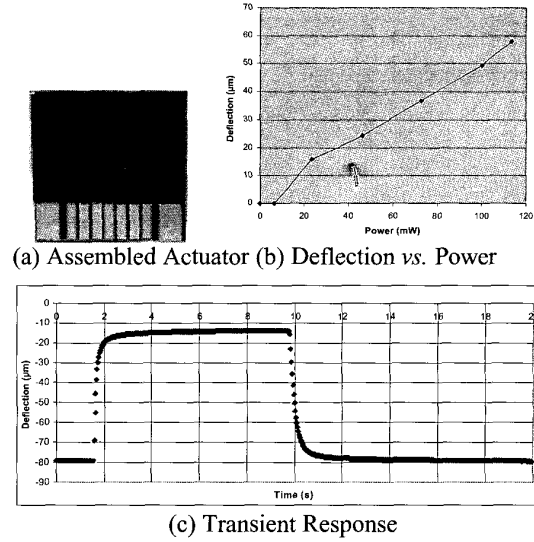 70
60
50
40
30
20
10
0
Deflection (µm)
0 20 40 60 80 100 120
Power (mW)
(a) Assembled Actuator (b) Deflection vs. Power
0
-10
-20
-30
-40
-50
-60
-70
-80
-90
Deflection (µm)
0 2 4 6 8 10 12 14 16 18 20
Time (s)
(c) Transient Response